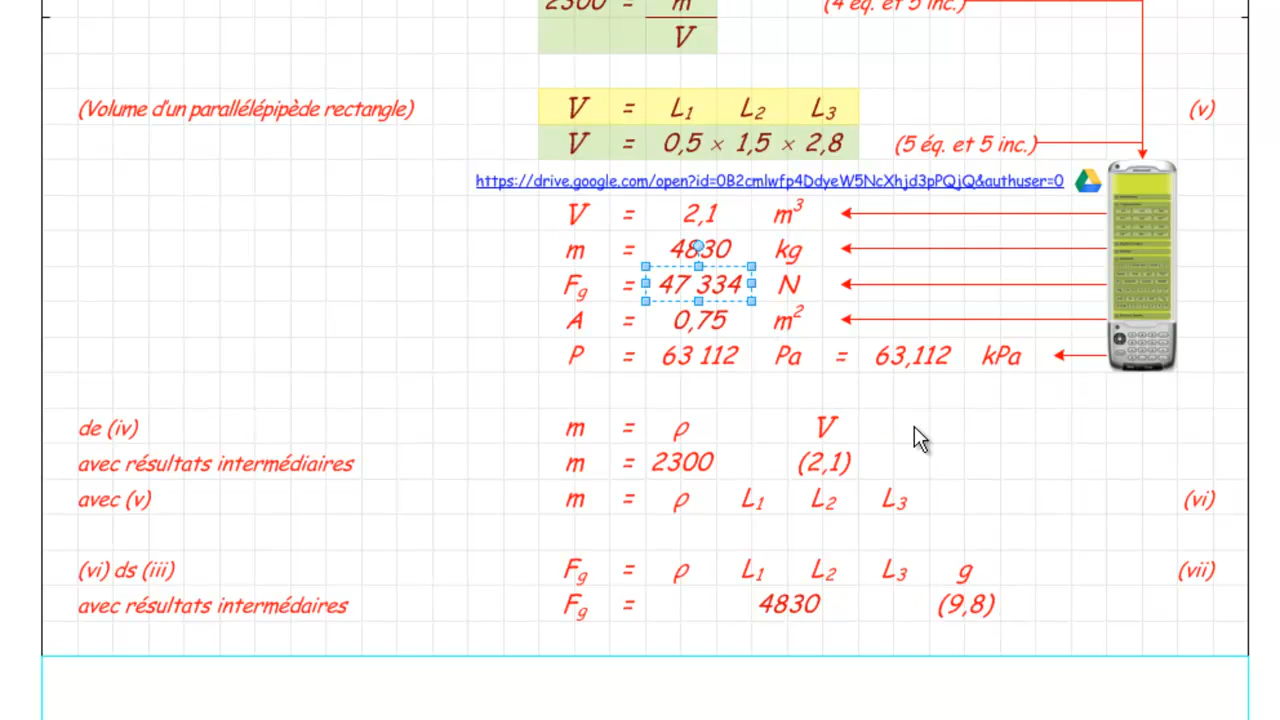 2300 = m (4 éq. et 5 inc.)
V
(Volume d'un parallélépipède rectangle) V = L₁ L₂ L₃ (v)
V = 0,5 × 1,5 × 2,8 (5 éq. et 5 inc.)
https://drive.google.com/open?id=0B2cmlwfp4DdyeW5NcXhjd3pPQjQ&authuser=0
V = 2,1 m³
m = 4830 kg
Fg = 47 334 N
A = 0,75 m²
P = 63 112 Pa = 63,112 kPa
de (iv) m = ρ V
avec résultats intermédiaires m = 2300 (2,1)
avec (v) m = ρ L₁ L₂ L₃ (vi)
(vi) ds (iii) Fg = ρ L₁ L₂ L₃ g (vii)
avec résultats intermédaires Fg = 4830 (9,8)